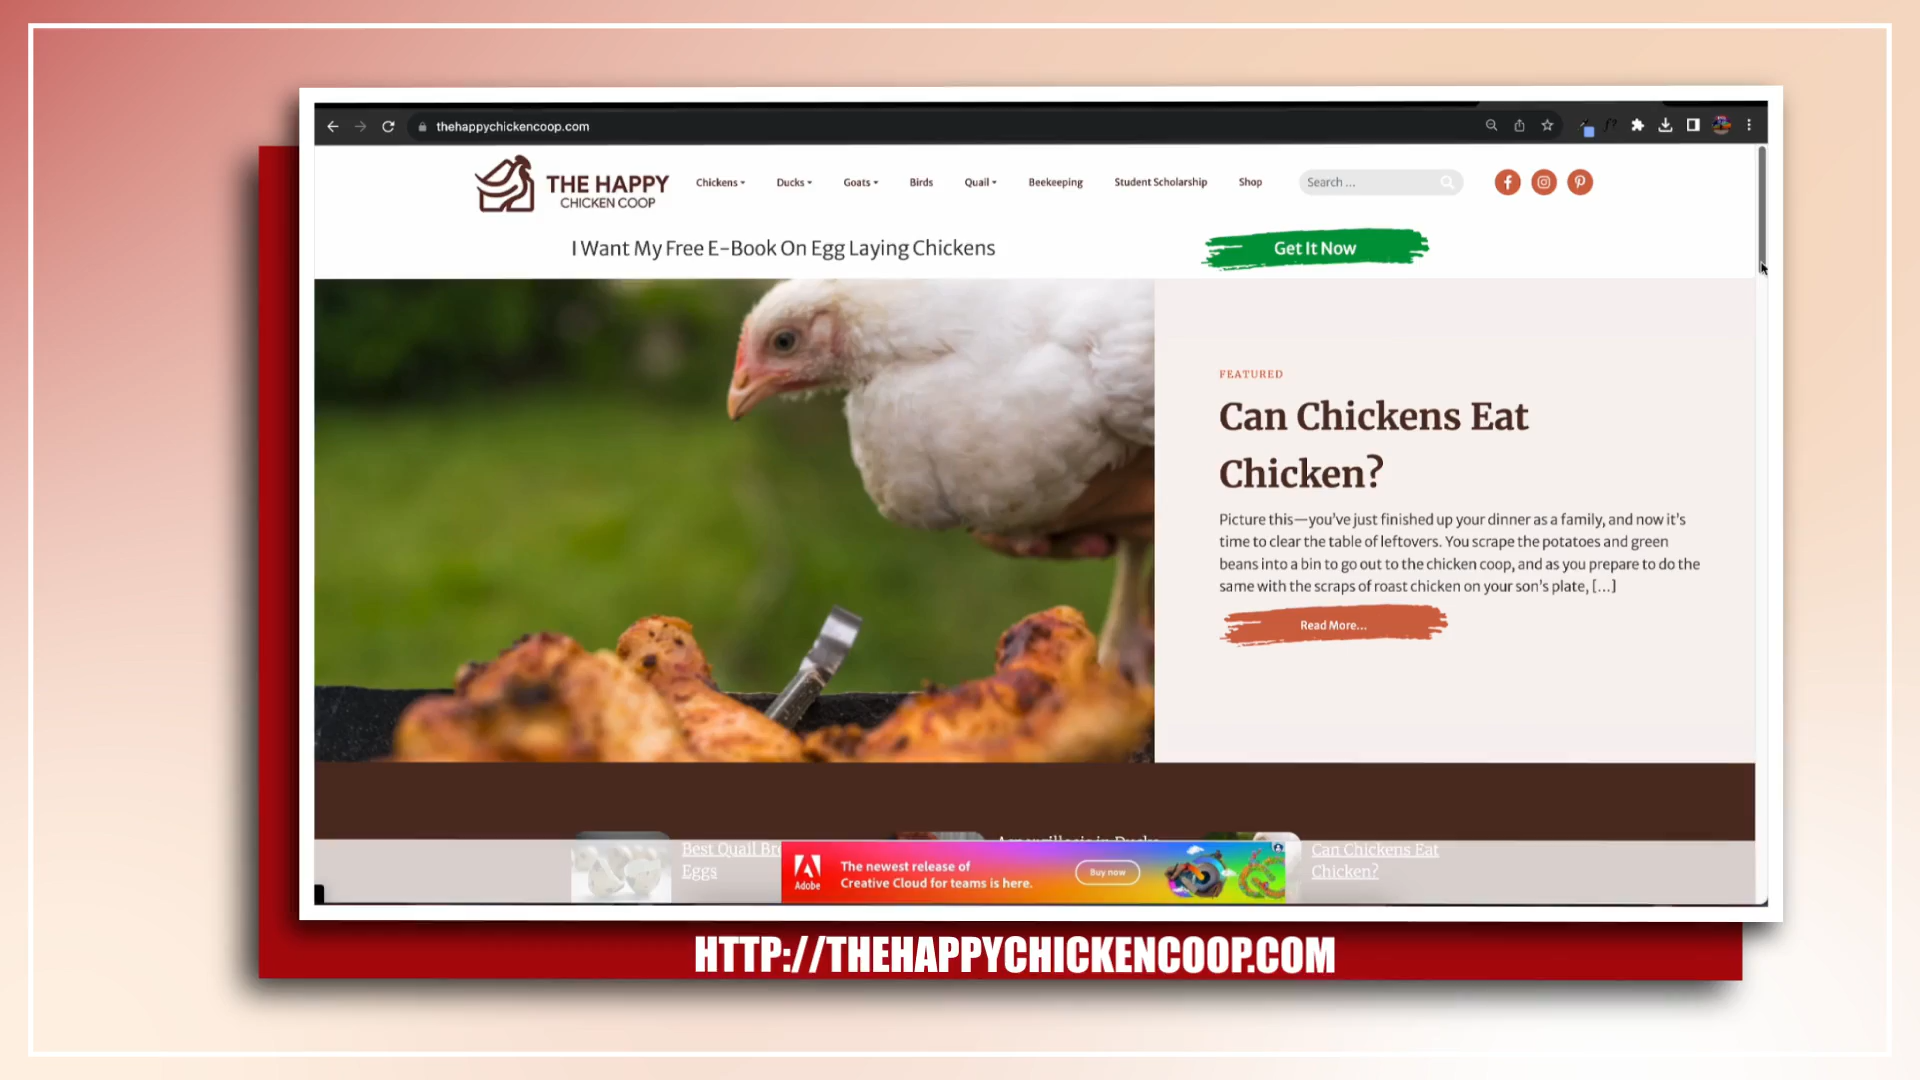 thehappychickencoop.com
THE HAPPY
CHICKEN COOP
Chickens
Ducks
Goats
Birds
Quail
Beekeeping
Student Scholarship
Shop
Search ...
I Want My Free E-Book On Egg Laying Chickens
Get It Now
FEATURED
Can Chickens Eat
Chicken?
Picture this—you've just finished up your dinner as a family, and now it's
time to clear the table of leftovers. You scrape the potatoes and green
beans into a bin to go out to the chicken coop, and as you prepare to do the
same with the scraps of roast chicken on your son's plate, [...]
Read More...
Best Quail
Eggs
Can Chickens Eat
Chicken?
Adobe
The newest release of
Creative Cloud for teams is here.
Buy now
HTTP://THEHAPPYCHICKENCOOP.COM